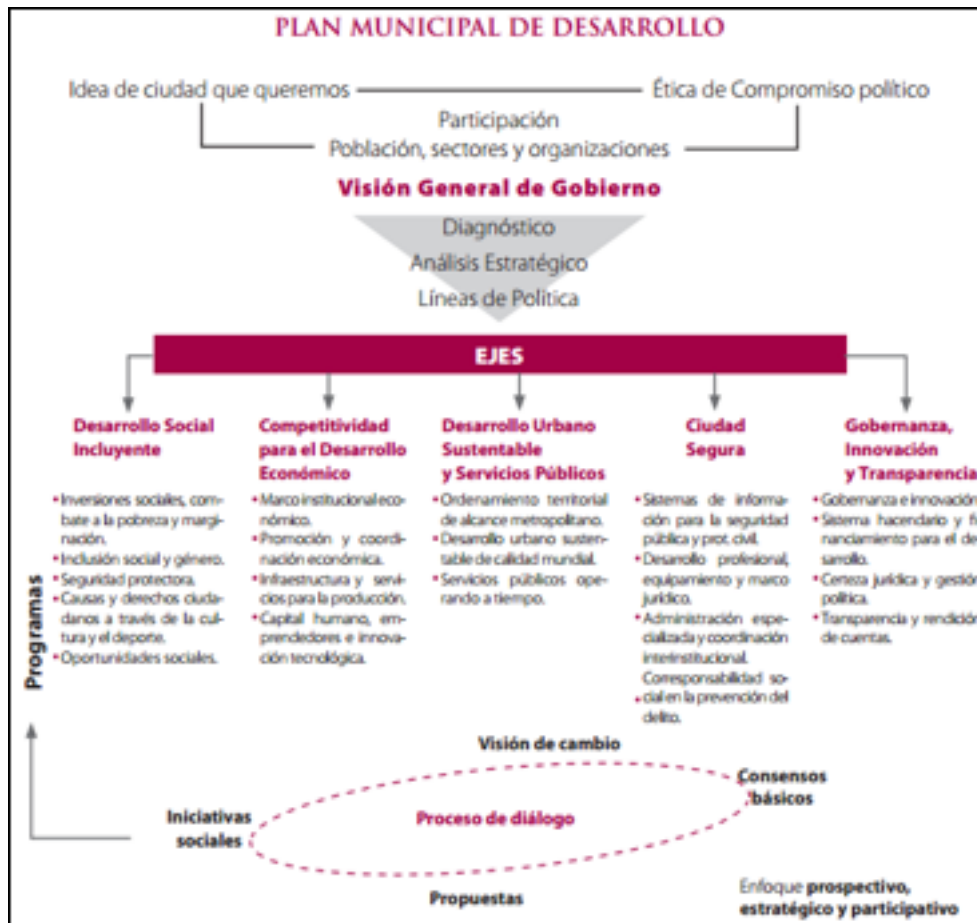 PLAN MUNICIPAL DE DESARROLLO
Idea de ciudad que queremos
Ética de Compromiso político
Participación
Población, sectores y organizaciones
Visión General de Gobierno
Diagnóstico
Análisis Estratégico
Líneas de Política
EJES
Desarrollo Social
Incluyente
•Inversiones sociales, com-
bate a la pobreza y margi-
nación.
•Inclusión social y género.
•Seguridad protectora.
•Causas y derechos ciuda-
danos a través de la cul-
tura y el deporte.
•Oportunidades sociales.
Competitividad
para el Desarrollo
Económico
•Marco institucional eco-
nómico.
•Promoción y coordi-
nación económica.
•Infraestructura y servi-
cios para la producción.
•Capital humano, em-
prendedores e innova-
ción tecnológica.
Desarrollo Urbano
Sustentable
y Servicios Públicos
•Ordenamiento territorial
de alcance metropolitano.
•Desarrollo urbano susten-
table de calidad mundial.
•Servicios públicos ope-
rando a tiempo.
Ciudad
Segura
•Sistemas de informa-
ción para la seguridad
pública y prot. civil.
•Desarrollo profesional,
equipamiento y marco
jurídico.
•Administración espe-
cializada y coordinación
interinstitucional.
Corresponsabilidad so-
•cial en la prevención del
delito.
Gobernanza,
Innovación
y Transparencia
•Gobernanza e innovación
•Sistema hacendario y fi
nanciamiento para el de
sarrollo.
•Certeza jurídica y gestión
política.
•Transparencia y rendición
de cuentas.
Programas
Visión de cambio
Consensos
básicos
Iniciativas
sociales
Proceso de diálogo
Propuestas
Enfoque prospectivo,
estratégico y participativo